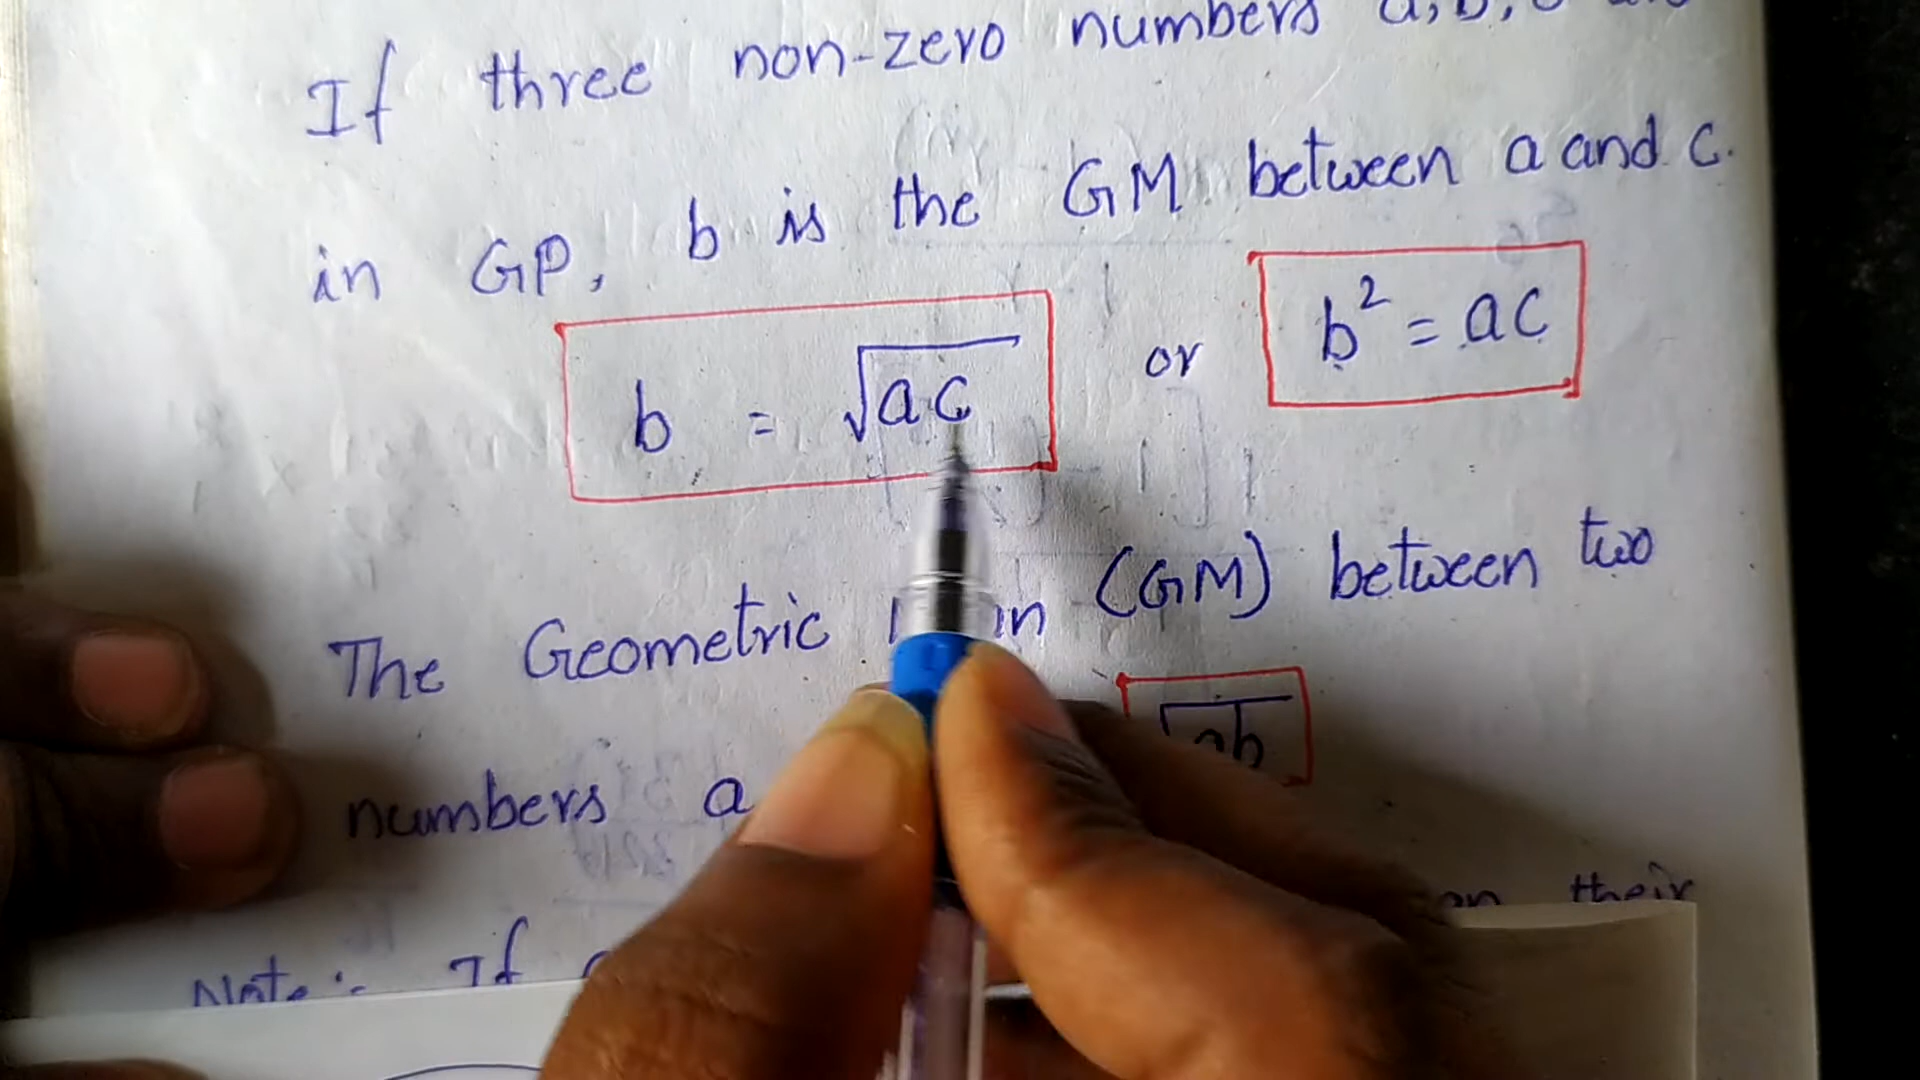 If three non-zero numbers a, b, c
in GP, b is the GM between a and c.
b = √ac or b² = ac
The Geometric (GM) between two
numbers a √ab
their
Note :- If